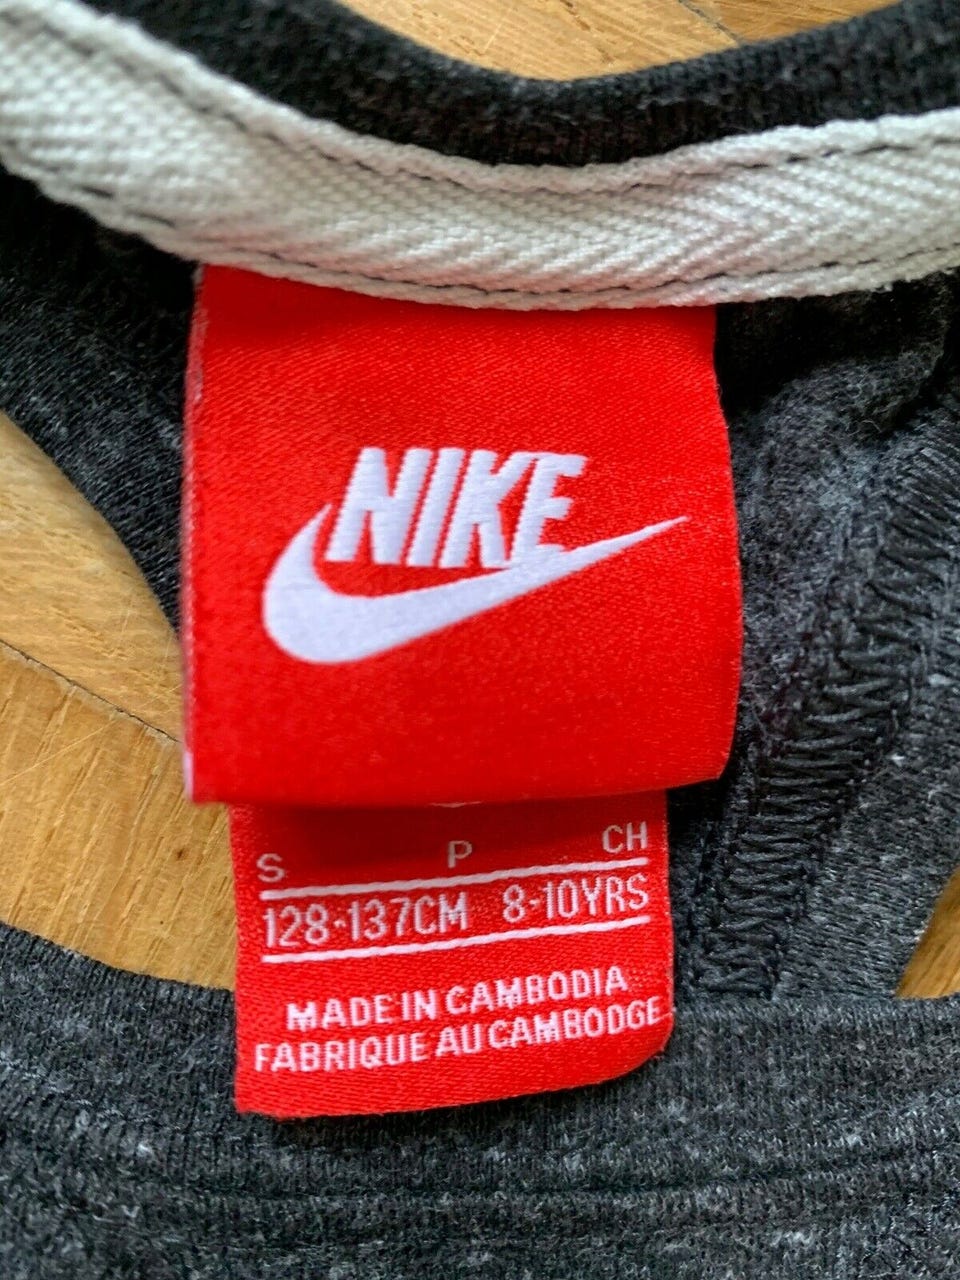 NIKE
S P CH
128-137CM 8-10YRS
MADE IN CAMBODIA
FABRIQUE AU CAMBODGE